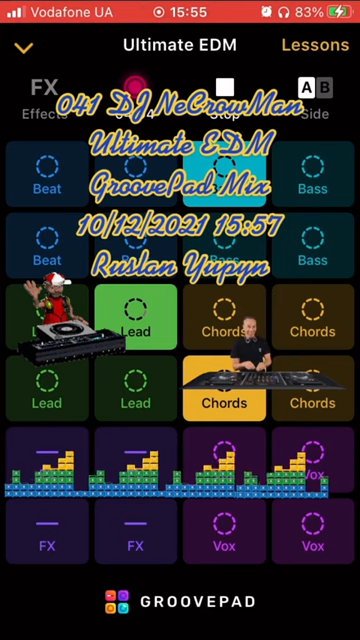 Vodafone UA 15:55 83%
Ultimate EDM Lessons
FX AB
Effects Stop Side
041 DJ NeCrowMan
Ultimate EDM
GroovePad Mix
10/12/2021 15:57
Ruslan Yupyn
Beat Beat Bass
Beat Bass
Lead Chords Chords
Lead Lead Chords Chords
Vox
FX FX Vox Vox
GROOVEPAD